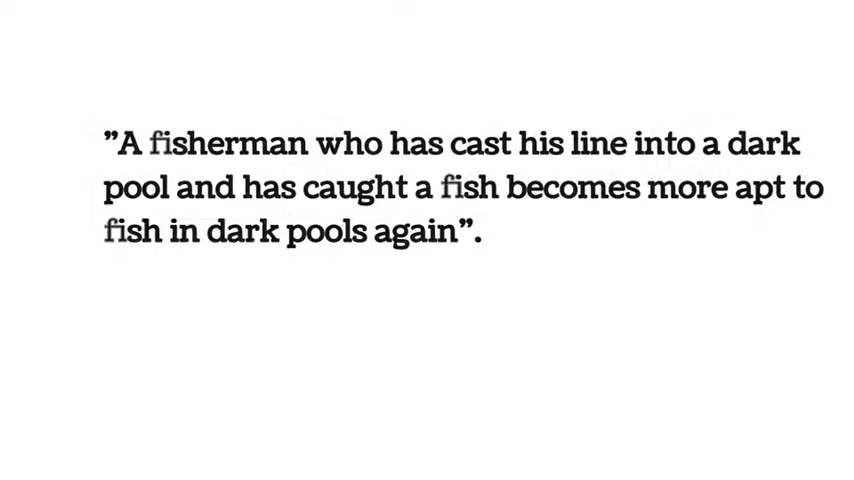 ”A fisherman who has cast his line into a dark
pool and has caught a fish becomes more apt to
fish in dark pools again”.